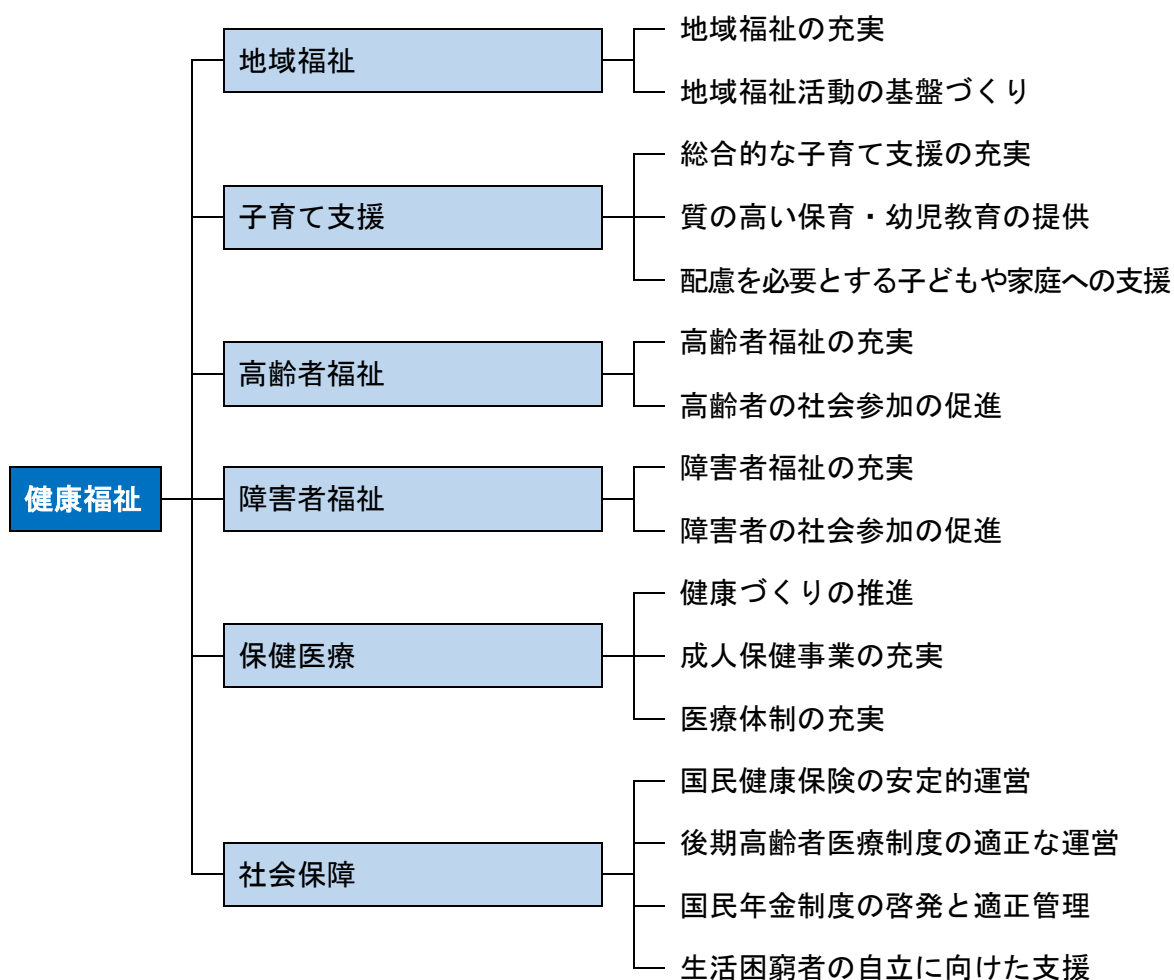 健康福祉
地域福祉
地域福祉の充実
地域福祉活動の基盤づくり
子育て支援
総合的な子育て支援の充実
質の高い保育・幼児教育の提供
配慮を必要とする子どもや家庭への支援
高齢者福祉
高齢者福祉の充実
高齢者の社会参加の促進
障害者福祉
障害者福祉の充実
障害者の社会参加の促進
保健医療
健康づくりの推進
成人保健事業の充実
医療体制の充実
社会保障
国民健康保険の安定的運営
後期高齢者医療制度の適正な運営
国民年金制度の啓発と適正管理
生活困窮者の自立に向けた支援